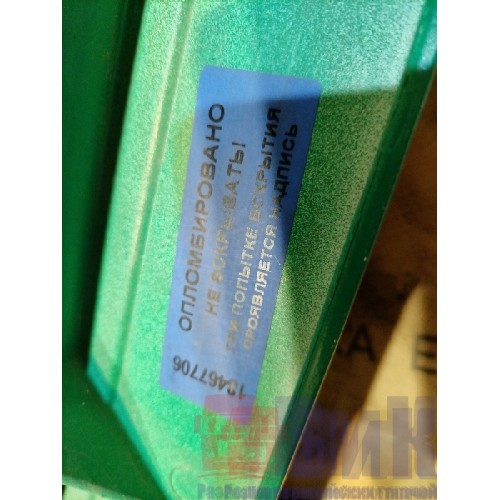 ОПЛОМБИРОВАНО
НЕ ВСКРЫВАТЬ!
ПРИ ПОПЫТКЕ ВСКРЫТИЯ
ПРОЯВЛЯЕТСЯ НАДПИСЬ
13467706